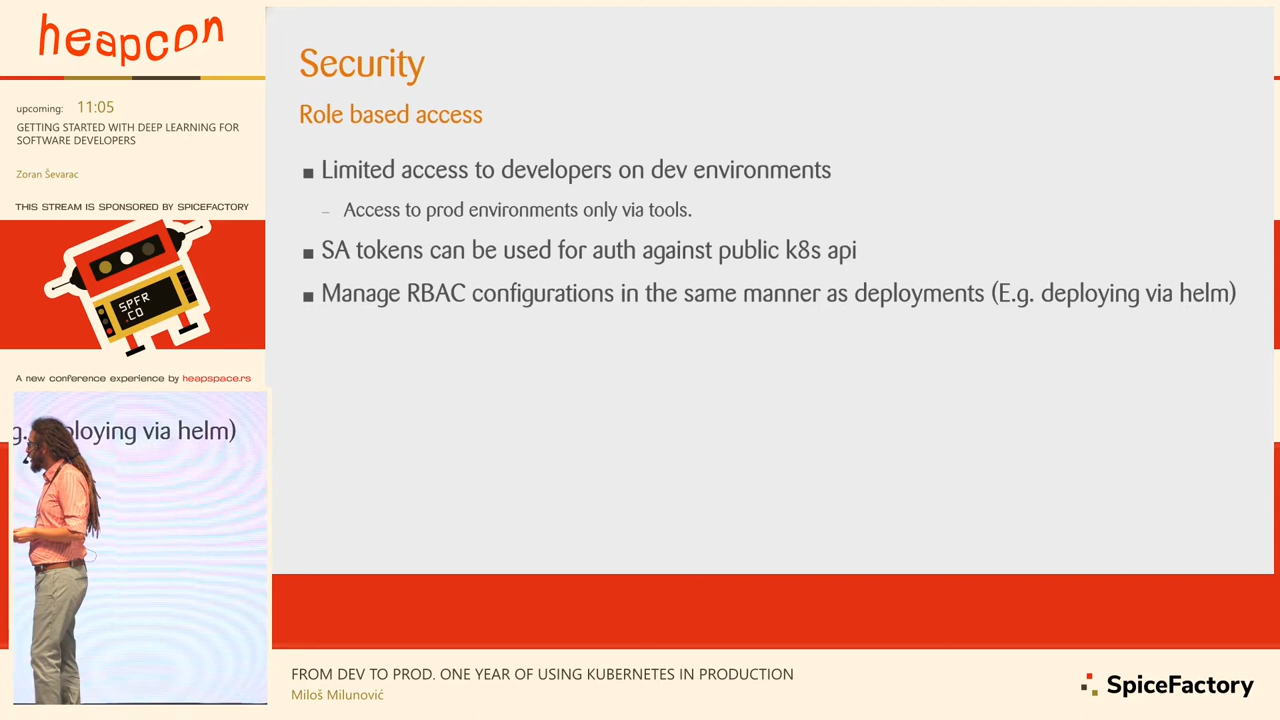 heapcon
upcoming: 11:05
GETTING STARTED WITH DEEP LEARNING FOR
SOFTWARE DEVELOPERS
Zoran Ševarac
THIS STREAM IS SPONSORED BY SPICEFACTORY
SPFR
.CO
A new conference experience by heapspace.rs
g. deploying via helm)
Security
Role based access
▪ Limited access to developers on dev environments
– Access to prod environments only via tools.
▪ SA tokens can be used for auth against public k8s api
▪ Manage RBAC configurations in the same manner as deployments (E.g. deploying via helm)
FROM DEV TO PROD. ONE YEAR OF USING KUBERNETES IN PRODUCTION
Miloš Milunović
SpiceFactory